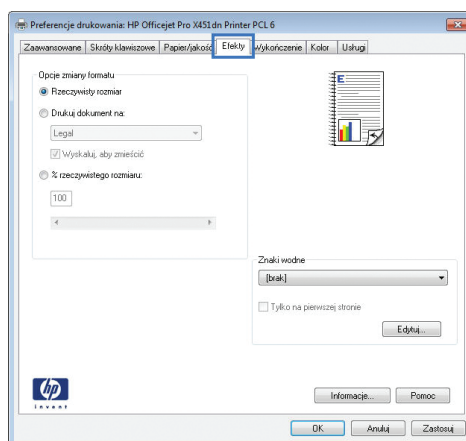 Preferencje drukowania: HP Officejet Pro X451dn Printer PCL 6
Zaawansowane Skróty klawiszowe Papier/jakość Efekty Wykończenie Kolor Usługi
Opcje zmiany formatu
Rzeczywisty rozmiar
Drukuj dokument na:
Legal
Wyskaluj, aby zmieścić
% rzeczywistego rozmiaru:
100
E
Znaki wodne
[brak]
Tylko na pierwszej stronie
Edytuj...
hp
invent
Informacje... Pomoc
OK Anuluj Zastosuj